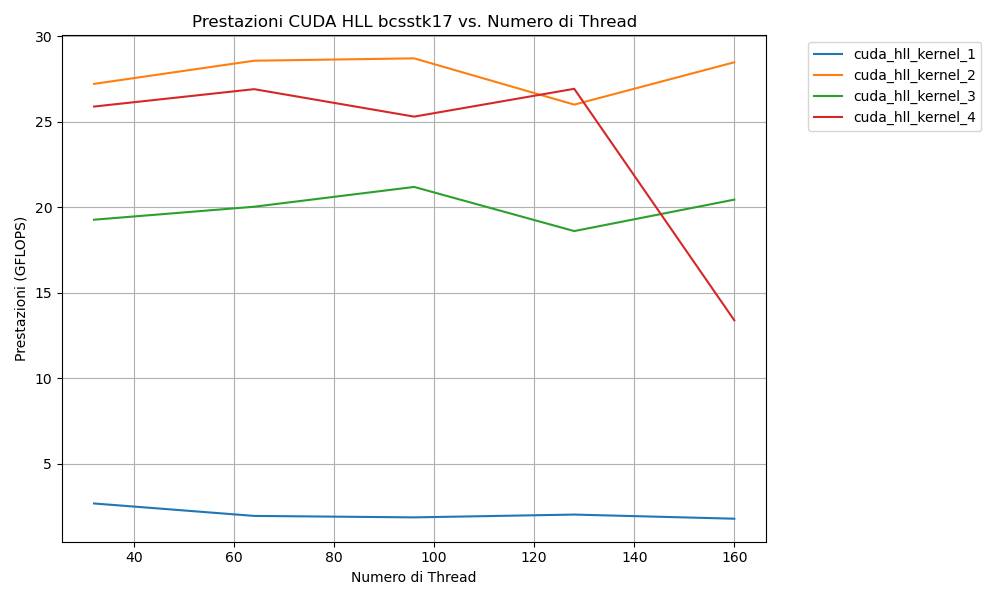 Prestazioni CUDA HLL bcsstk17 vs. Numero di Thread
30
25
20
15
10
5
Prestazioni (GFLOPS)
40 60 80 100 120 140 160
Numero di Thread
cuda_hll_kernel_1
cuda_hll_kernel_2
cuda_hll_kernel_3
cuda_hll_kernel_4